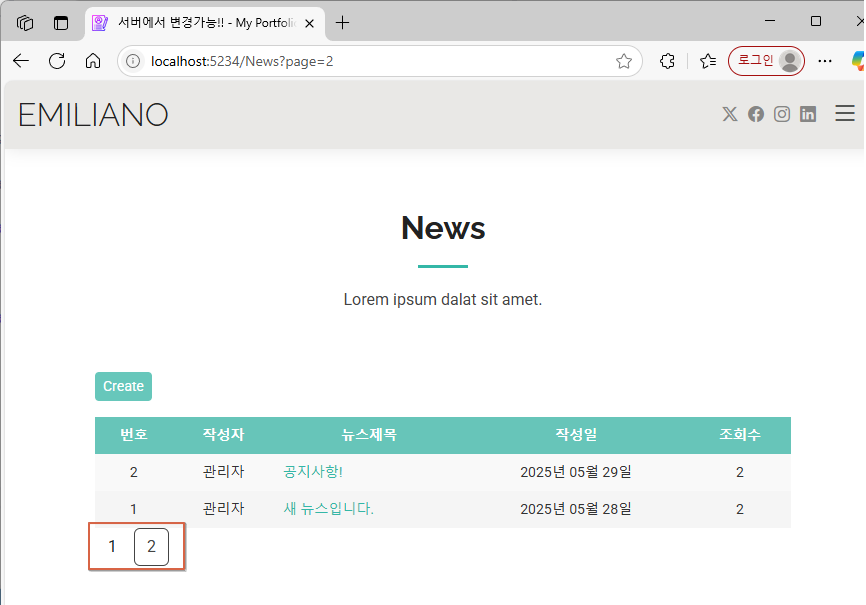 서버에서 변경가능!! - My Portfoli
localhost:5234/News?page=2
로그인
EMILIANO
News
Lorem ipsum dalat sit amet.
Create
번호 작성자 뉴스제목 작성일 조회수
2 관리자 공지사항! 2025년 05월 29일 2
1 관리자 새 뉴스입니다. 2025년 05월 28일 2
1 2